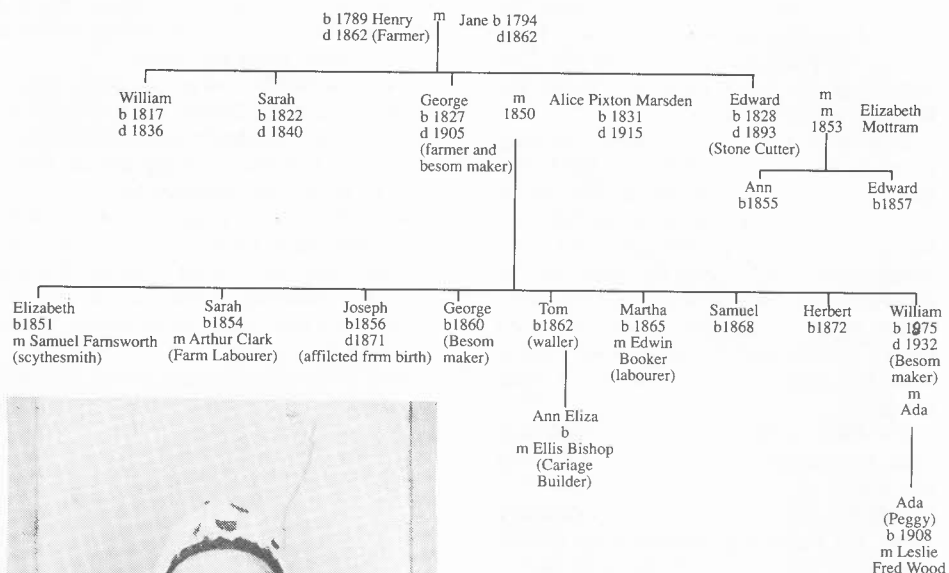 b 1789 Henry m Jane b 1794
d 1862 (Farmer) d1862
William
b 1817
d 1836
Sarah
b 1822
d 1840
George
b 1827
d 1905
(farmer and
besom maker)
m
1850
Alice Pixton Marsden
b 1831
d 1915
Edward
b 1828
d 1893
(Stone Cutter)
m
m
1853
Elizabeth
Mottram
Ann
b1855
Edward
b1857
Elizabeth
b1851
m Samuel Farnsworth
(scythesmith)
Sarah
b1854
m Arthur Clark
(Farm Labourer)
Joseph
b1856
d1871
(affilcted frrm birth)
George
b1860
(Besom
maker)
Tom
b1862
(waller)
Martha
b 1865
m Edwin
Booker
(labourer)
Samuel
b1868
Herbert
b1872
William
b 1875
d 1932
(Besom
maker)
m
Ada
Ann Eliza
b
m Ellis Bishop
(Cariage
Builder)
Ada
(Peggy)
b 1908
m Leslie
Fred Wood